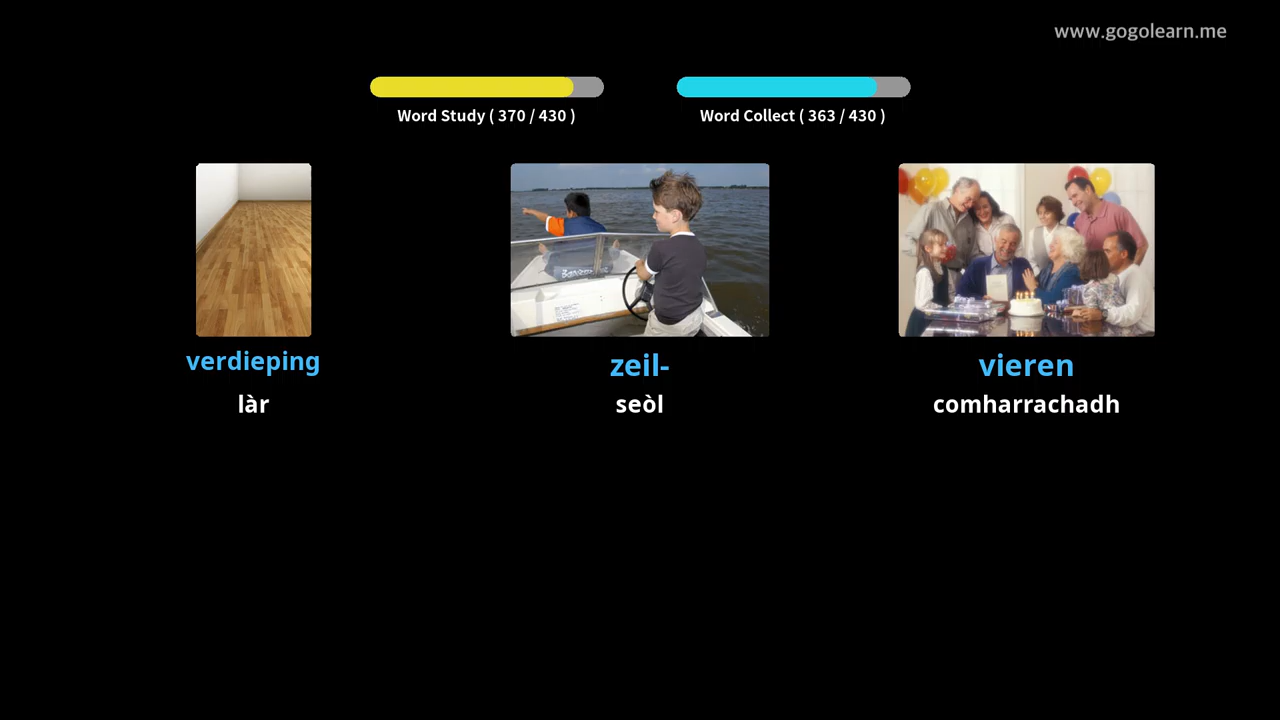 www.gogolearn.me
Word Study ( 370 / 430 )
Word Collect ( 363 / 430 )
verdieping
zeil-
vieren
làr
seòl
comharrachadh